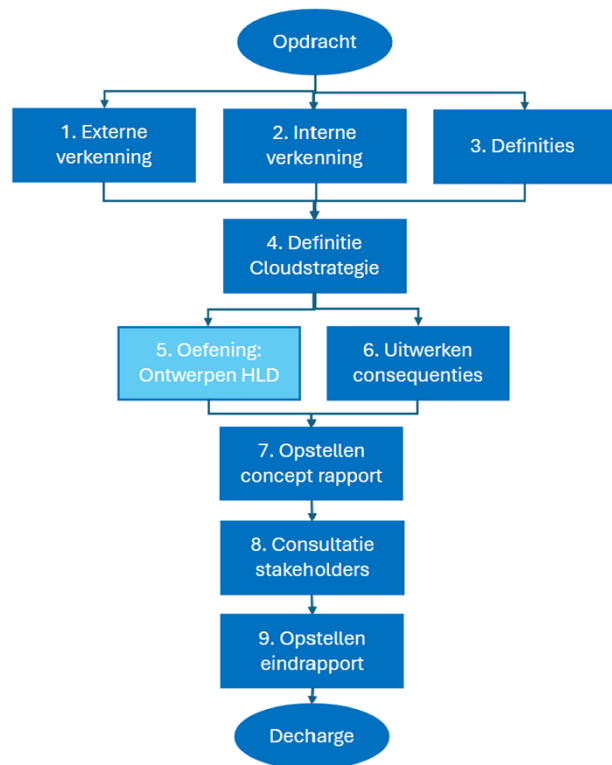 Opdracht
1. Externe
verkenning
2. Interne
verkenning
3. Definities
4. Definitie
Cloudstrategie
5. Oefening:
Ontwerpen HLD
6. Uitwerken
consequenties
7. Opstellen
concept rapport
8. Consultatie
stakeholders
9. Opstellen
eindrapport
Decharge